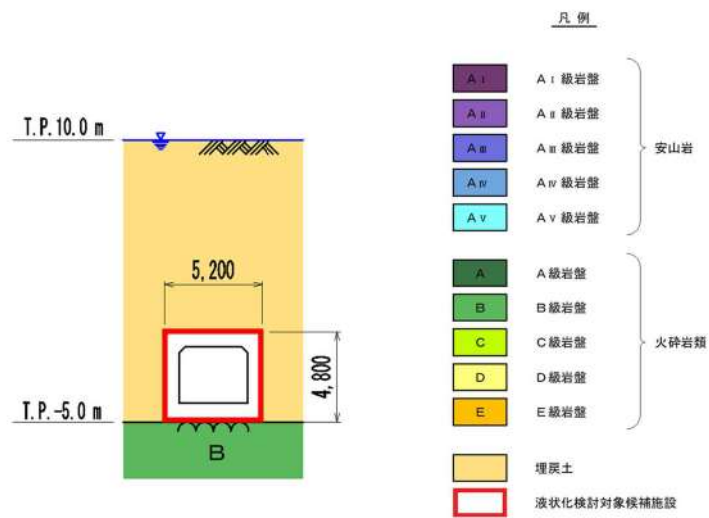 凡 例
T.P.10.0 m
5,200
4,800
T.P.-5.0 m
B
AⅠ AⅠ級岩盤
AⅡ AⅡ級岩盤
AⅢ AⅢ級岩盤
AⅣ AⅣ級岩盤
AⅤ AⅤ級岩盤
安山岩
A A級岩盤
B B級岩盤
C C級岩盤
D D級岩盤
E E級岩盤
火砕岩類
埋戻土
液状化検討対象候補施設